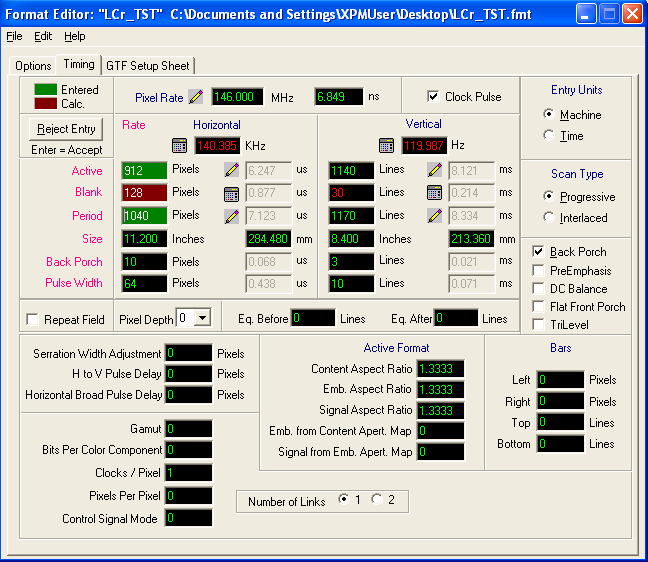 Format Editor: "LCr_TST" C:\Documents and Settings\XPMUser\Desktop\LCr_TST.fmt
File Edit Help
Options Timing GTF Setup Sheet
Entered
Calc.
Pixel Rate 146.000 MHz 6.849 ns
Clock Pulse
Entry Units
Machine
Time
Reject Entry
Enter = Accept
Rate Horizontal Vertical
140.385 KHz 119.987 Hz
Active 912 Pixels 6.247 us 1140 Lines 8.121 ms
Blank 128 Pixels 0.877 us 30 Lines 0.214 ms
Period 1040 Pixels 7.123 us 1170 Lines 8.334 ms
Size 11.200 Inches 284.480 mm 8.400 Inches 213.360 mm
Back Porch 10 Pixels 0.068 us 3 Lines 0.021 ms
Pulse Width 64 Pixels 0.438 us 10 Lines 0.071 ms
Scan Type
Progressive
Interlaced
Back Porch
PreEmphasis
DC Balance
Flat Front Porch
TriLevel
Repeat Field Pixel Depth 0 Eq. Before 0 Lines Eq. After 0 Lines
Serration Width Adjustment 0 Pixels
H to V Pulse Delay 0 Pixels
Horizontal Broad Pulse Delay 0 Pixels
Gamut 0
Bits Per Color Component 0
Clocks / Pixel 1
Pixels Per Pixel 0
Control Signal Mode 0
Active Format
Content Aspect Ratio 1.3333
Emb. Aspect Ratio 1.3333
Signal Aspect Ratio 1.3333
Emb. from Content Apert. Map 0
Signal from Emb. Apert. Map 0
Bars
Left 0 Pixels
Right 0 Pixels
Top 0 Lines
Bottom 0 Lines
Number of Links 1 2